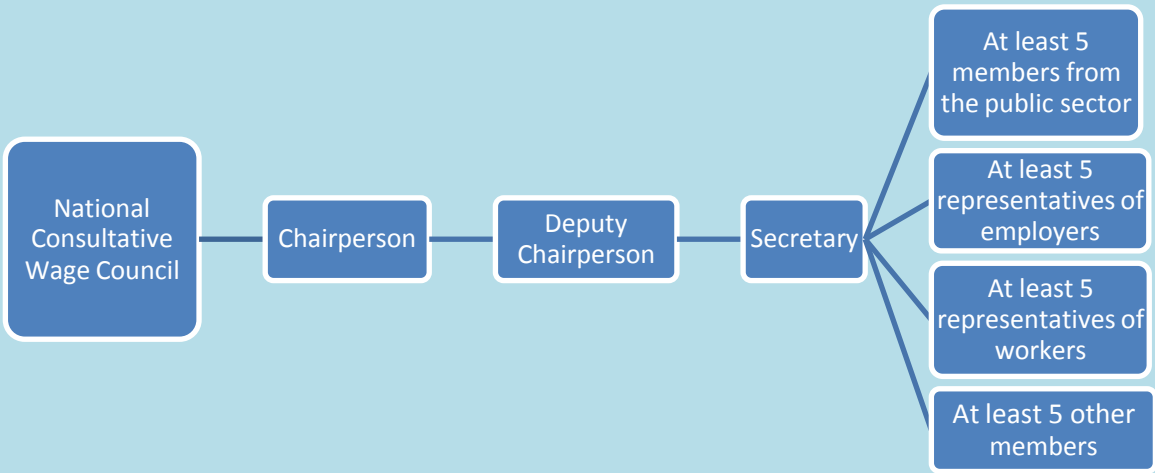 National
Consultative
Wage Council
Chairperson
Deputy
Chairperson
Secretary
At least 5
members from
the public sector
At least 5
representatives of
employers
At least 5
representatives of
workers
At least 5 other
members